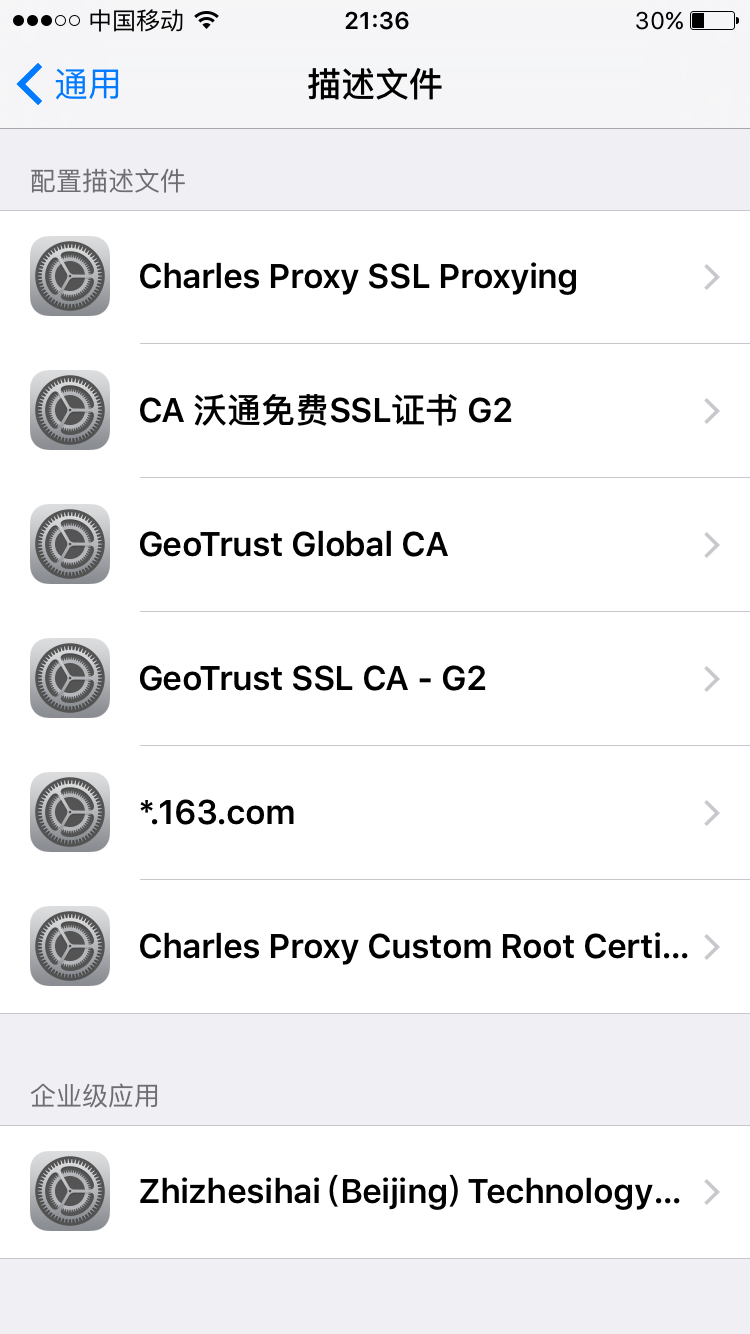 中国移动 21:36 30%
通用 描述文件
配置描述文件
Charles Proxy SSL Proxying
CA 沃通免费SSL证书 G2
GeoTrust Global CA
GeoTrust SSL CA - G2
*.163.com
Charles Proxy Custom Root Certi...
企业级应用
Zhizhesihai (Beijing) Technology...